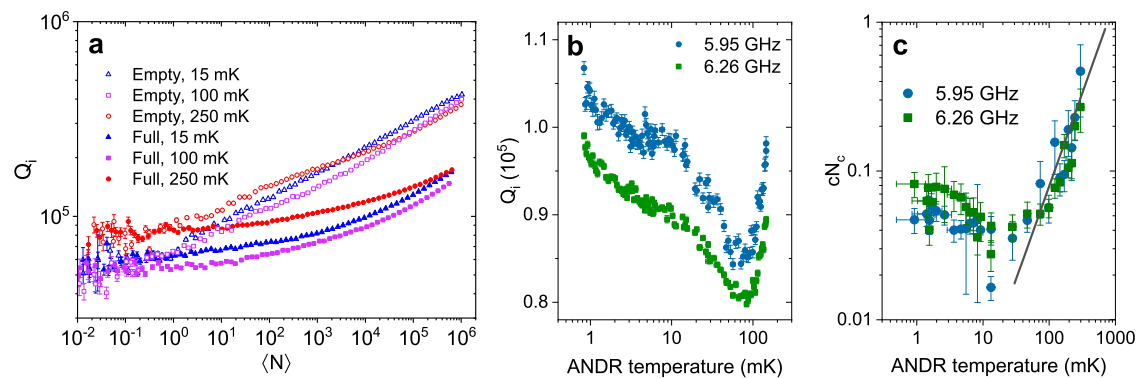 a
Q_i
10^6
10^5
Empty, 15 mK
Empty, 100 mK
Empty, 250 mK
Full, 15 mK
Full, 100 mK
Full, 250 mK
10^-2 10^-1 10^0 10^1 10^2 10^3 10^4 10^5 10^6
⟨N⟩
b
Q_i (10^5)
1.1
1.0
0.9
0.8
5.95 GHz
6.26 GHz
1 10 100
ANDR temperature (mK)
c
cN_c
1
0.1
0.01
5.95 GHz
6.26 GHz
1 10 100 1000
ANDR temperature (mK)